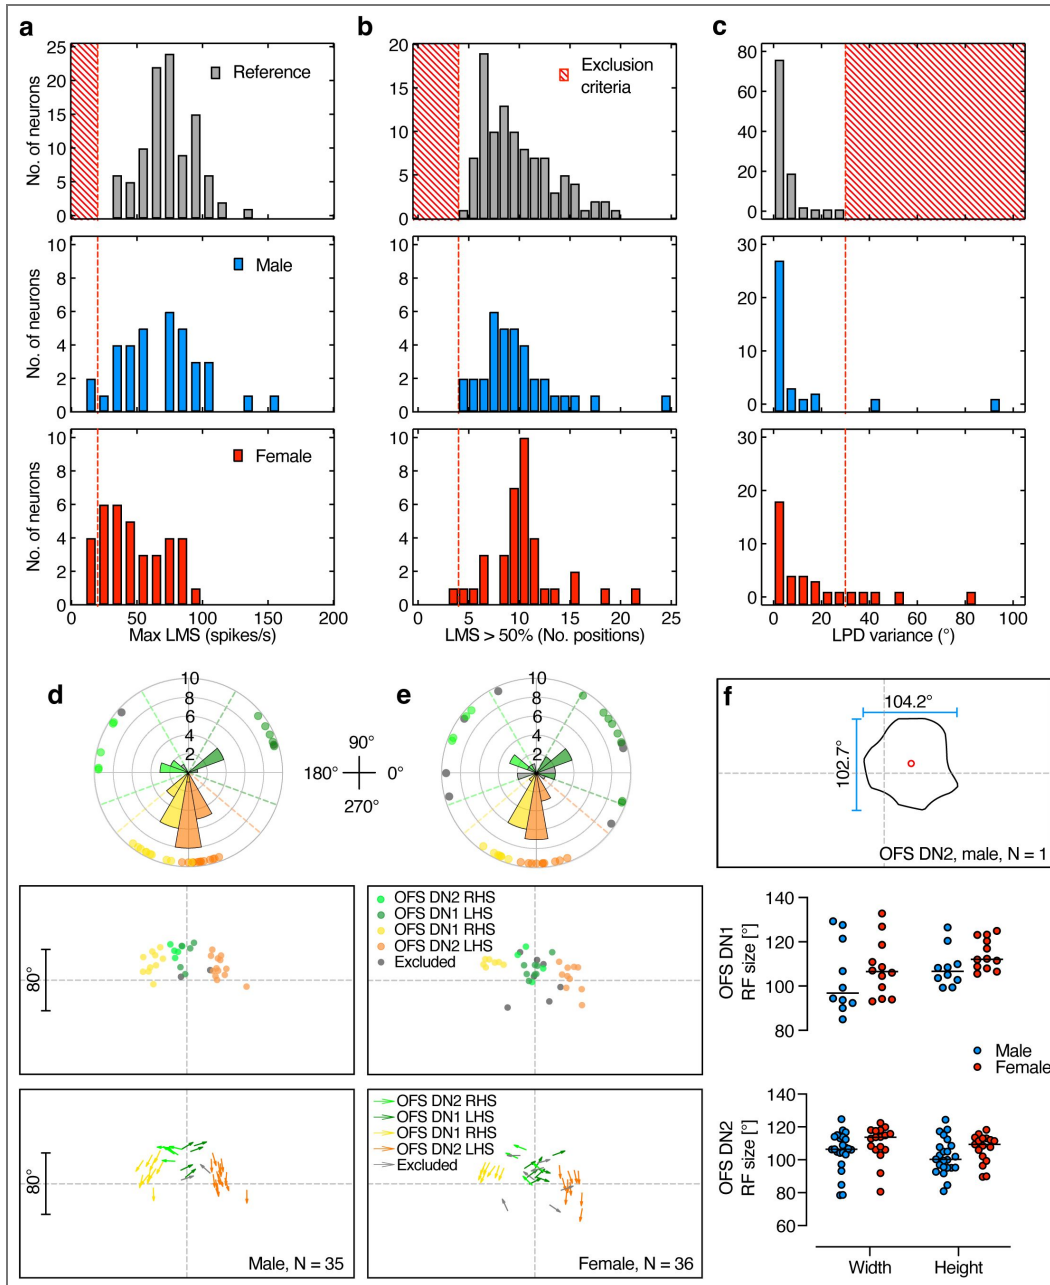 a
b
c
No. of neurons
25
20
15
10
5
0
Reference
20
15
10
5
0
Exclusion
criteria
80
60
40
20
0
No. of neurons
10
8
6
4
2
0
Male
10
8
6
4
2
0
30
20
10
0
No. of neurons
10
8
6
4
2
0
Female
10
8
6
4
2
0
30
20
10
0
0 100 200
Max LMS (spikes/s)
0 5 10 15 20 25
LMS > 50% (No. positions)
0 20 40 60 80 100
LPD variance (°)
d
10
8
6
4
2
90°
180° 0°
270°
e
10
8
6
4
2
f
104.2°
102.7°
OFS DN2, male, N = 1
80°
OFS DN2 RHS
OFS DN1 LHS
OFS DN1 RHS
OFS DN2 LHS
Excluded
OFS DN1
RF size [°]
140
120
100
80
Male
Female
80°
Male, N = 35
OFS DN2 RHS
OFS DN1 LHS
OFS DN1 RHS
OFS DN2 LHS
Excluded
Female, N = 36
OFS DN2
RF size [°]
140
120
100
80
60
Width Height